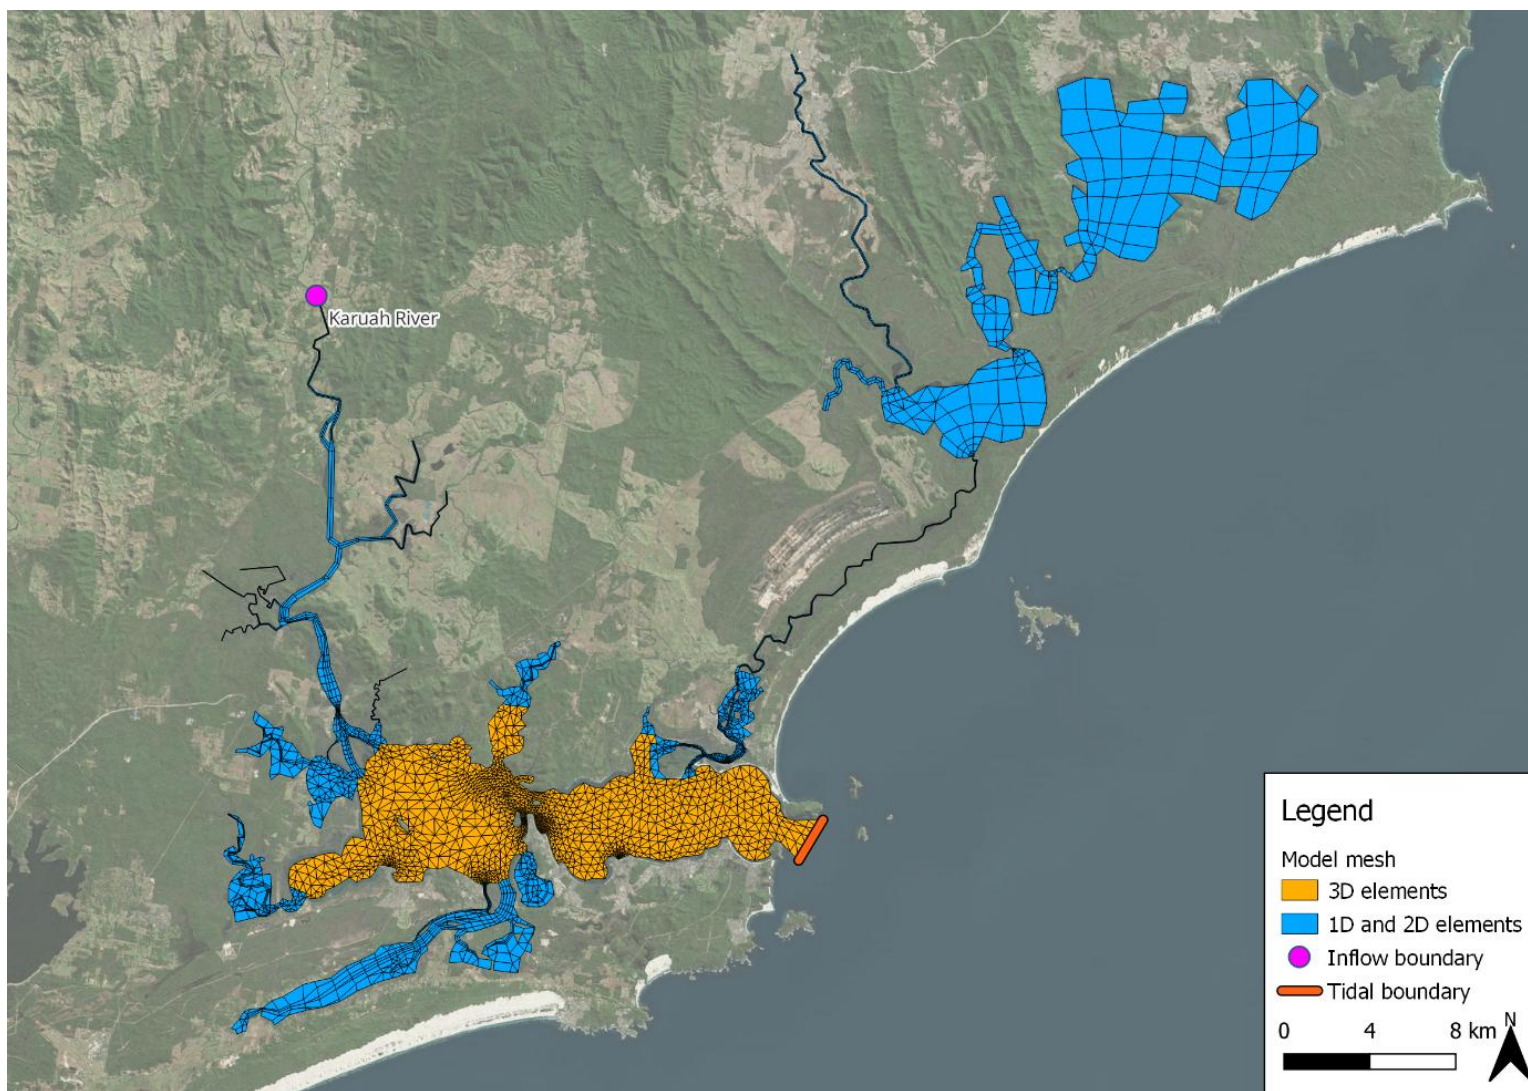 Karuah River
Legend
Model mesh
3D elements
1D and 2D elements
Inflow boundary
Tidal boundary
0 4 8 km
N